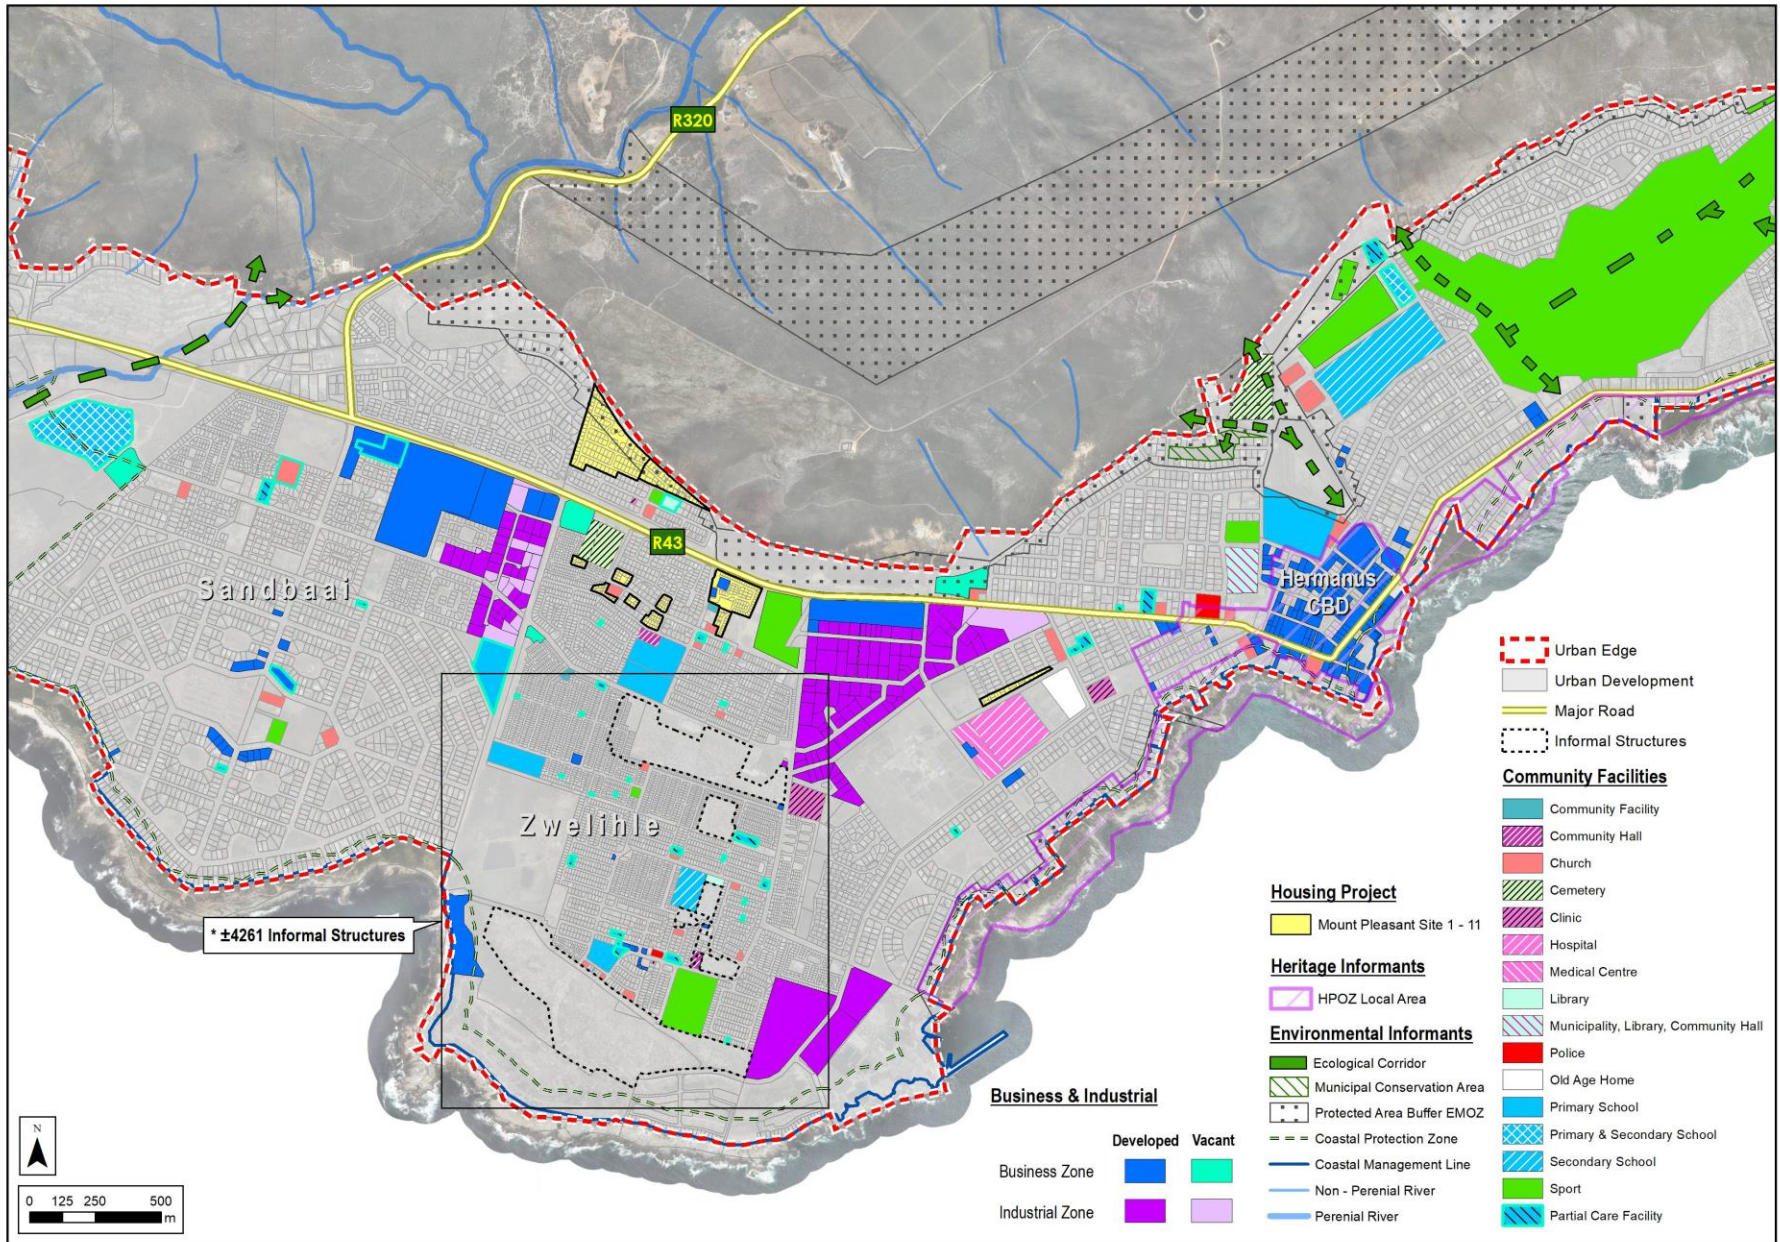 R320
R43
Sandbaai
Hermanus
CBD
Zwelihle
* ±4261 Informal Structures
N
0 125 250 500
m
Business & Industrial
Developed Vacant
Business Zone
Industrial Zone
Housing Project
Mount Pleasant Site 1 - 11
Heritage Informants
HPOZ Local Area
Environmental Informants
Ecological Corridor
Municipal Conservation Area
Protected Area Buffer EMOZ
Coastal Protection Zone
Coastal Management Line
Non - Perenial River
Perenial River
Urban Edge
Urban Development
Major Road
Informal Structures
Community Facilities
Community Facility
Community Hall
Church
Cemetery
Clinic
Hospital
Medical Centre
Library
Municipality, Library, Community Hall
Police
Old Age Home
Primary School
Primary & Secondary School
Secondary School
Sport
Partial Care Facility